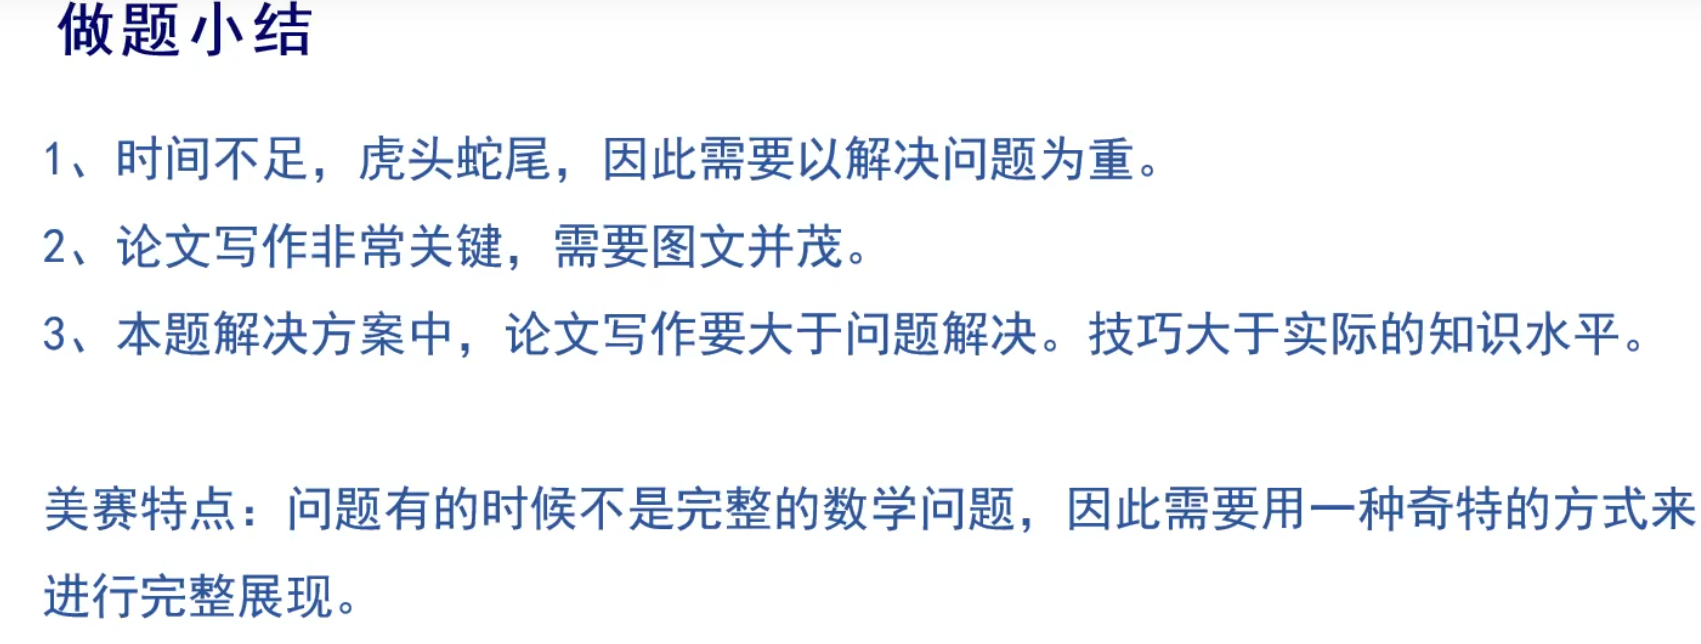 做题小结
1、时间不足，虎头蛇尾，因此需要以解决问题为重。
2、论文写作非常关键，需要图文并茂。
3、本题解决方案中，论文写作要大于问题解决。技巧大于实际的知识水平。
美赛特点：问题有的时候不是完整的数学问题，因此需要用一种奇特的方式来
进行完整展现。